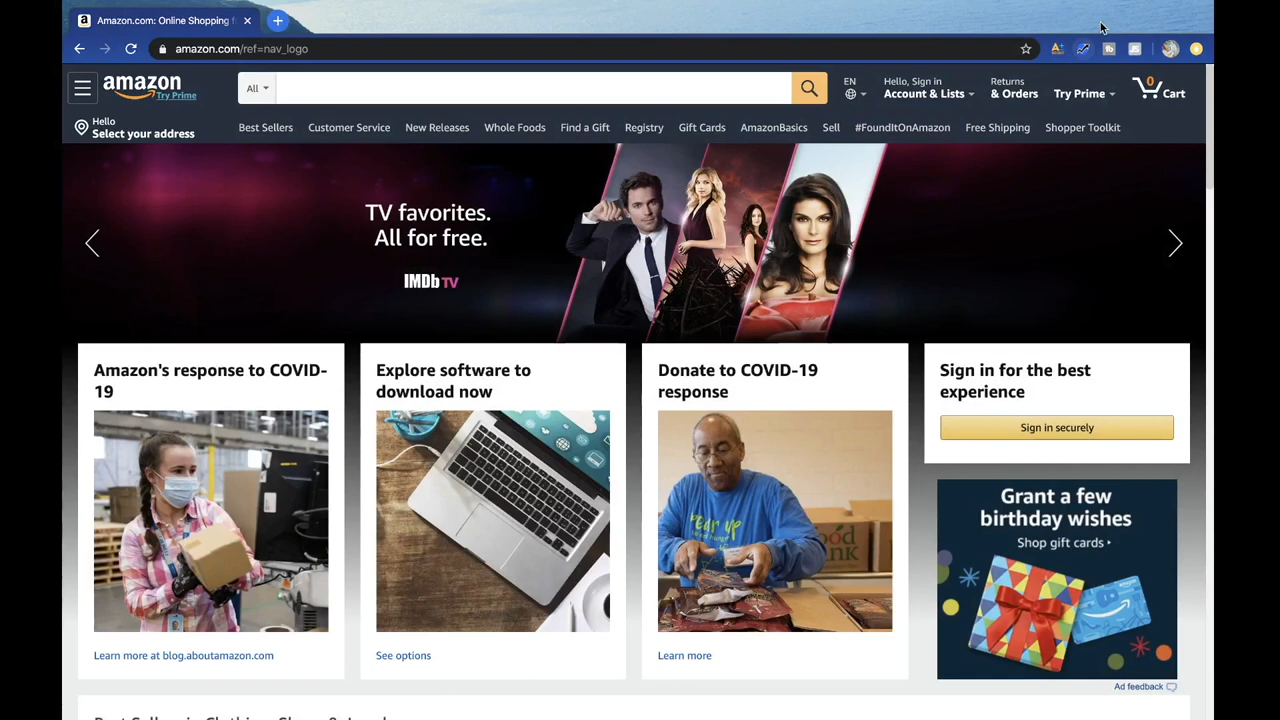 Amazon.com: Online Shopping f
amazon.com/ref=nav_logo
amazon
Try Prime
All
EN
Hello, Sign in
Account & Lists
Returns
& Orders
Try Prime
0
Cart
Hello
Select your address
Best Sellers
Customer Service
New Releases
Whole Foods
Find a Gift
Registry
Gift Cards
AmazonBasics
Sell
#FoundItOnAmazon
Free Shipping
Shopper Toolkit
TV favorites.
All for free.
IMDb TV
Amazon's response to COVID-
19
Learn more at blog.aboutamazon.com
Explore software to
download now
See options
Donate to COVID-19
response
Learn more
Sign in for the best
experience
Sign in securely
Grant a few
birthday wishes
Shop gift cards
Ad feedback